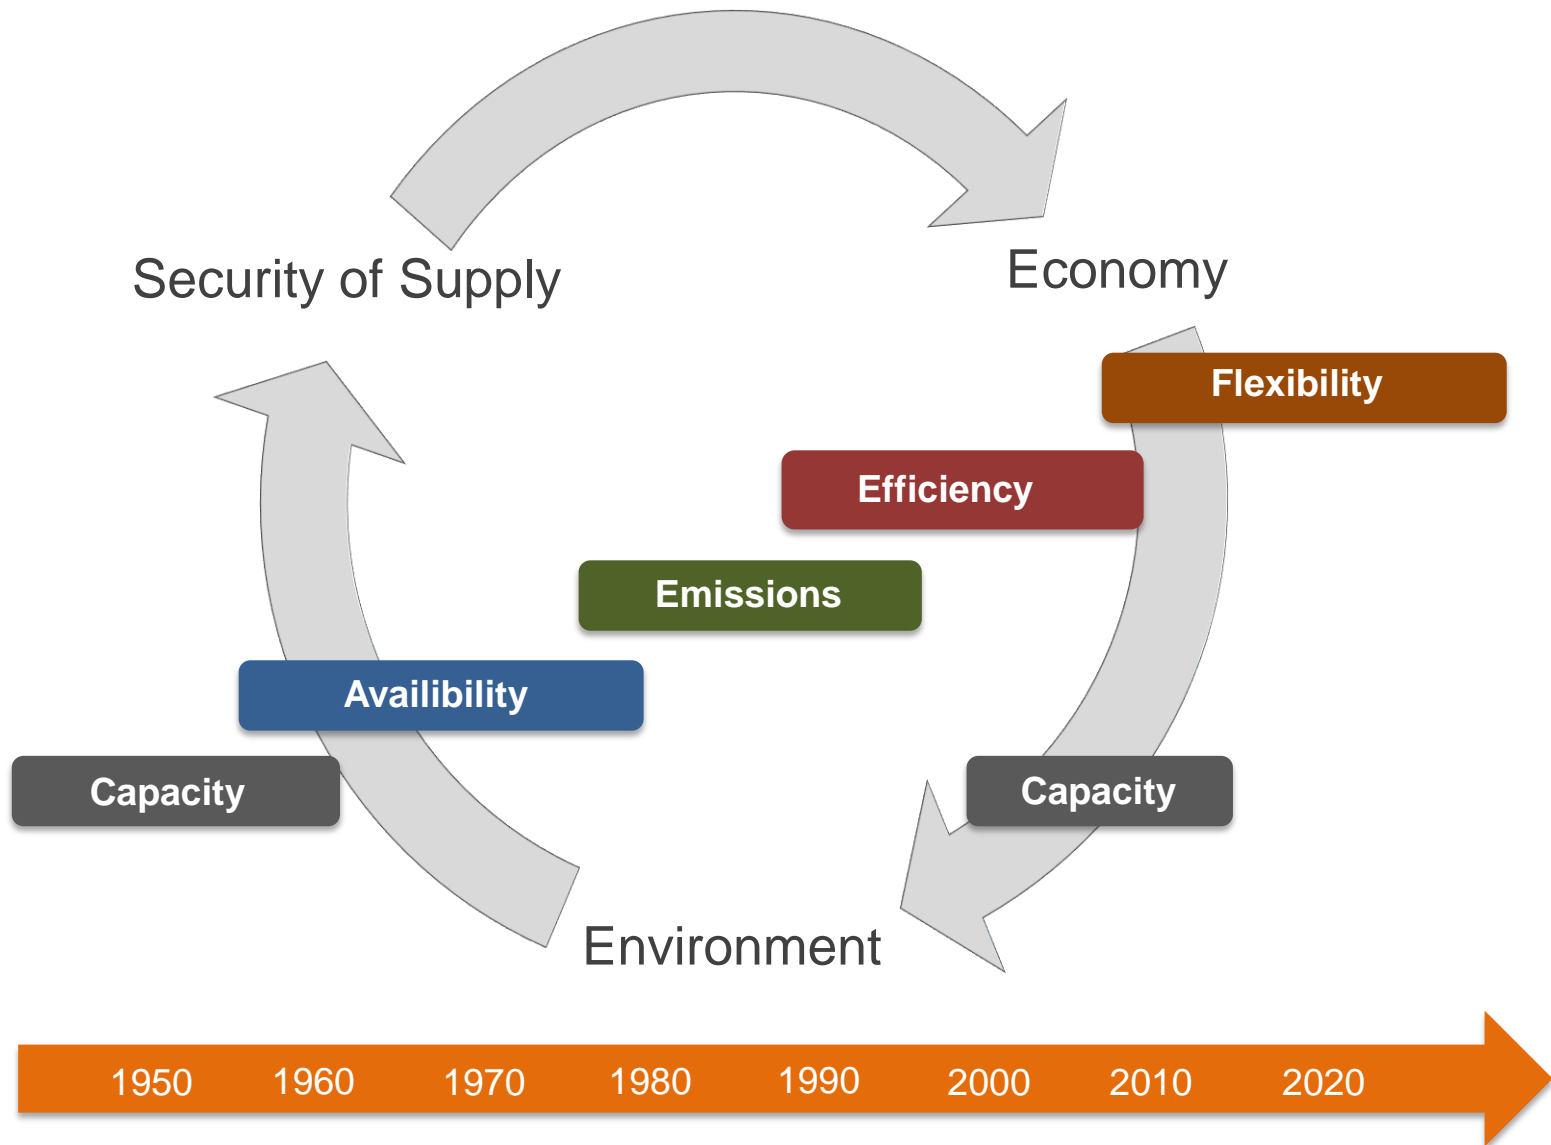 Security of Supply
Economy
Flexibility
Efficiency
Emissions
Availibility
Capacity
Capacity
Environment
1950 1960 1970 1980 1990 2000 2010 2020